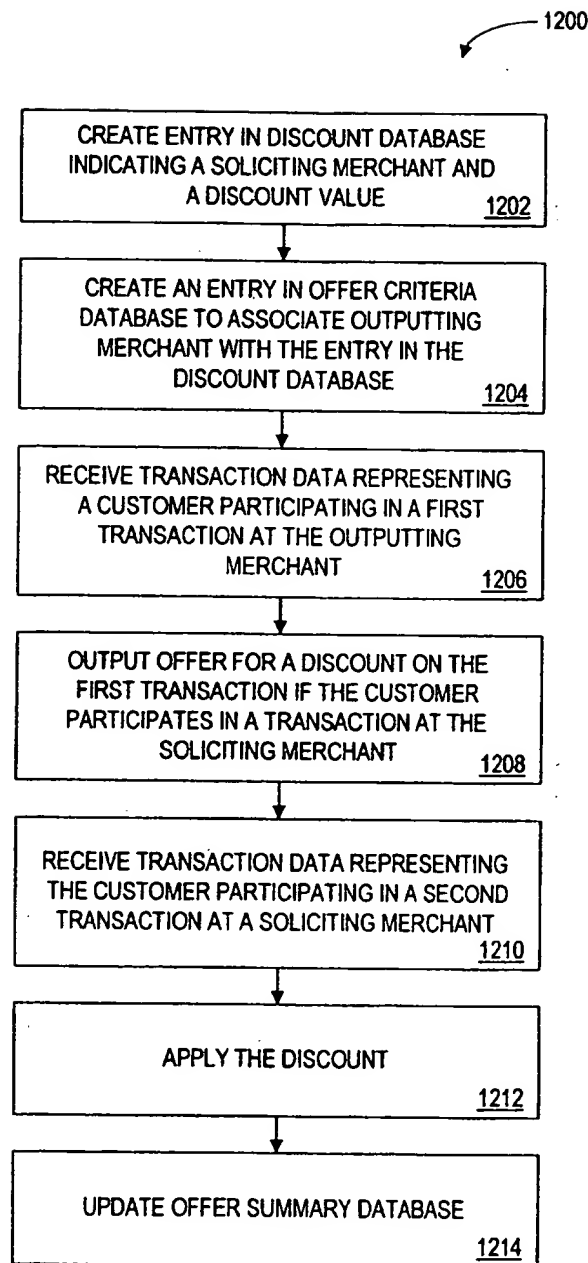 1200
CREATE ENTRY IN DISCOUNT DATABASE
INDICATING A SOLICITING MERCHANT AND
A DISCOUNT VALUE
1202
CREATE AN ENTRY IN OFFER CRITERIA
DATABASE TO ASSOCIATE OUTPUTTING
MERCHANT WITH THE ENTRY IN THE
DISCOUNT DATABASE
1204
RECEIVE TRANSACTION DATA REPRESENTING
A CUSTOMER PARTICIPATING IN A FIRST
TRANSACTION AT THE OUTPUTTING
MERCHANT
1206
OUTPUT OFFER FOR A DISCOUNT ON THE
FIRST TRANSACTION IF THE CUSTOMER
PARTICIPATES IN A TRANSACTION AT THE
SOLICITING MERCHANT
1208
RECEIVE TRANSACTION DATA REPRESENTING
THE CUSTOMER PARTICIPATING IN A SECOND
TRANSACTION AT A SOLICITING MERCHANT
1210
APPLY THE DISCOUNT
1212
UPDATE OFFER SUMMARY DATABASE
1214